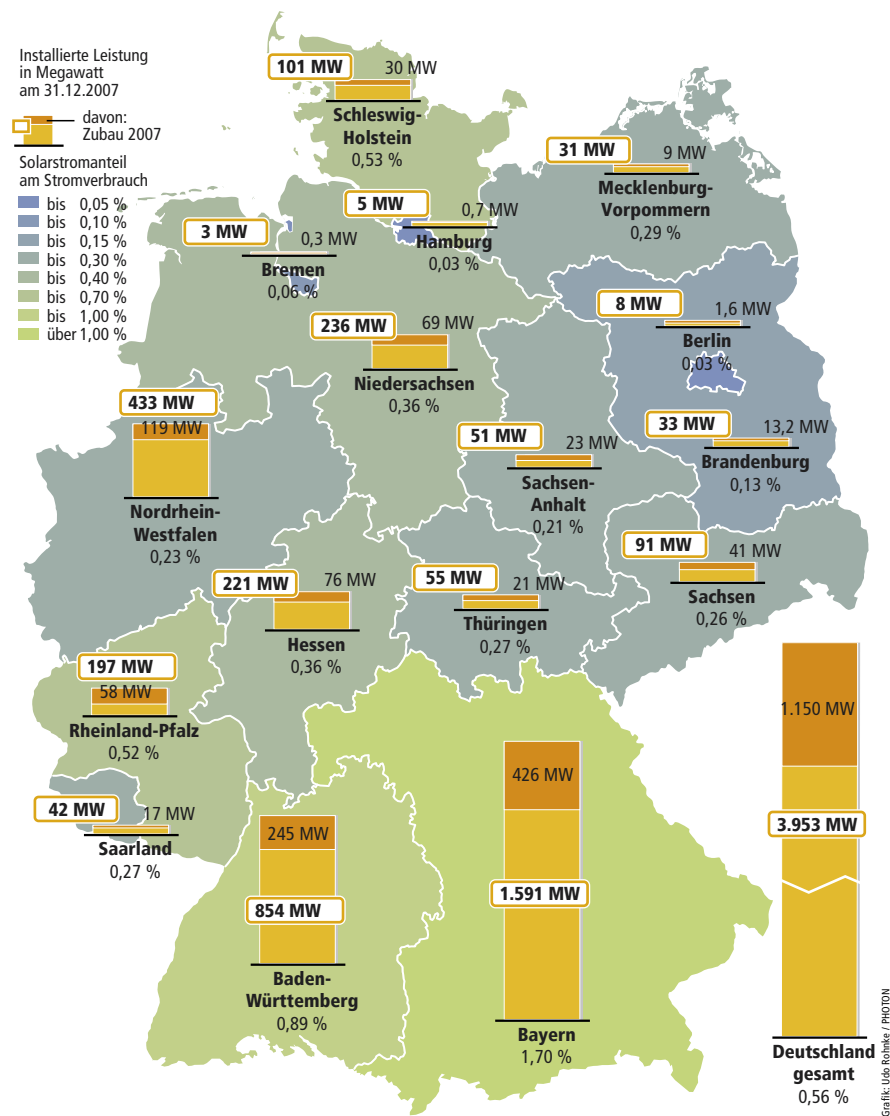 Installierte Leistung
in Megawatt
am 31.12.2007
davon:
Zubau 2007
Solarstromanteil
am Stromverbrauch
bis 0,05 %
bis 0,10 %
bis 0,15 %
bis 0,30 %
bis 0,40 %
bis 0,70 %
bis 1,00 %
über 1,00 %
101 MW
30 MW
Schleswig-
Holstein
0,53 %
31 MW
9 MW
Mecklenburg-
Vorpommern
0,29 %
5 MW
0,7 MW
Hamburg
0,03 %
3 MW
0,3 MW
Bremen
0,06 %
8 MW
1,6 MW
Berlin
0,03 %
236 MW
69 MW
Niedersachsen
0,36 %
433 MW
119 MW
Nordrhein-
Westfalen
0,23 %
51 MW
23 MW
Sachsen-
Anhalt
0,21 %
33 MW
13,2 MW
Brandenburg
0,13 %
91 MW
41 MW
Sachsen
0,26 %
221 MW
76 MW
Hessen
0,36 %
55 MW
21 MW
Thüringen
0,27 %
197 MW
58 MW
Rheinland-Pfalz
0,52 %
42 MW
17 MW
Saarland
0,27 %
245 MW
854 MW
Baden-
Württemberg
0,89 %
426 MW
1.591 MW
Bayern
1,70 %
1.150 MW
3.953 MW
Deutschland
gesamt
0,56 %
Grafik: Udo Rohnke / PHOTON